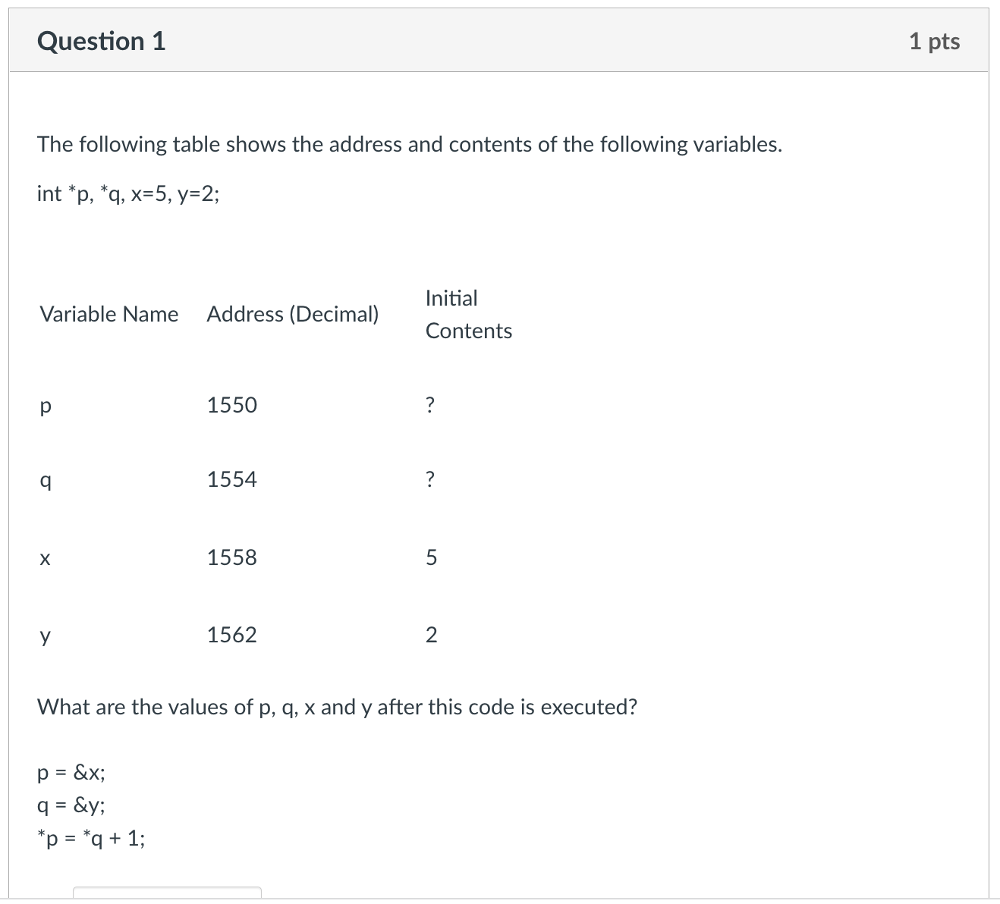 Question 1 1 pts
The following table shows the address and contents of the following variables.
int *p, *q, x=5, y=2;
Variable Name Address (Decimal) Initial
Contents
p 1550 ?
q 1554 ?
x 1558 5
y 1562 2
What are the values of p, q, x and y after this code is executed?
p = &x;
q = &y;
*p = *q + 1;